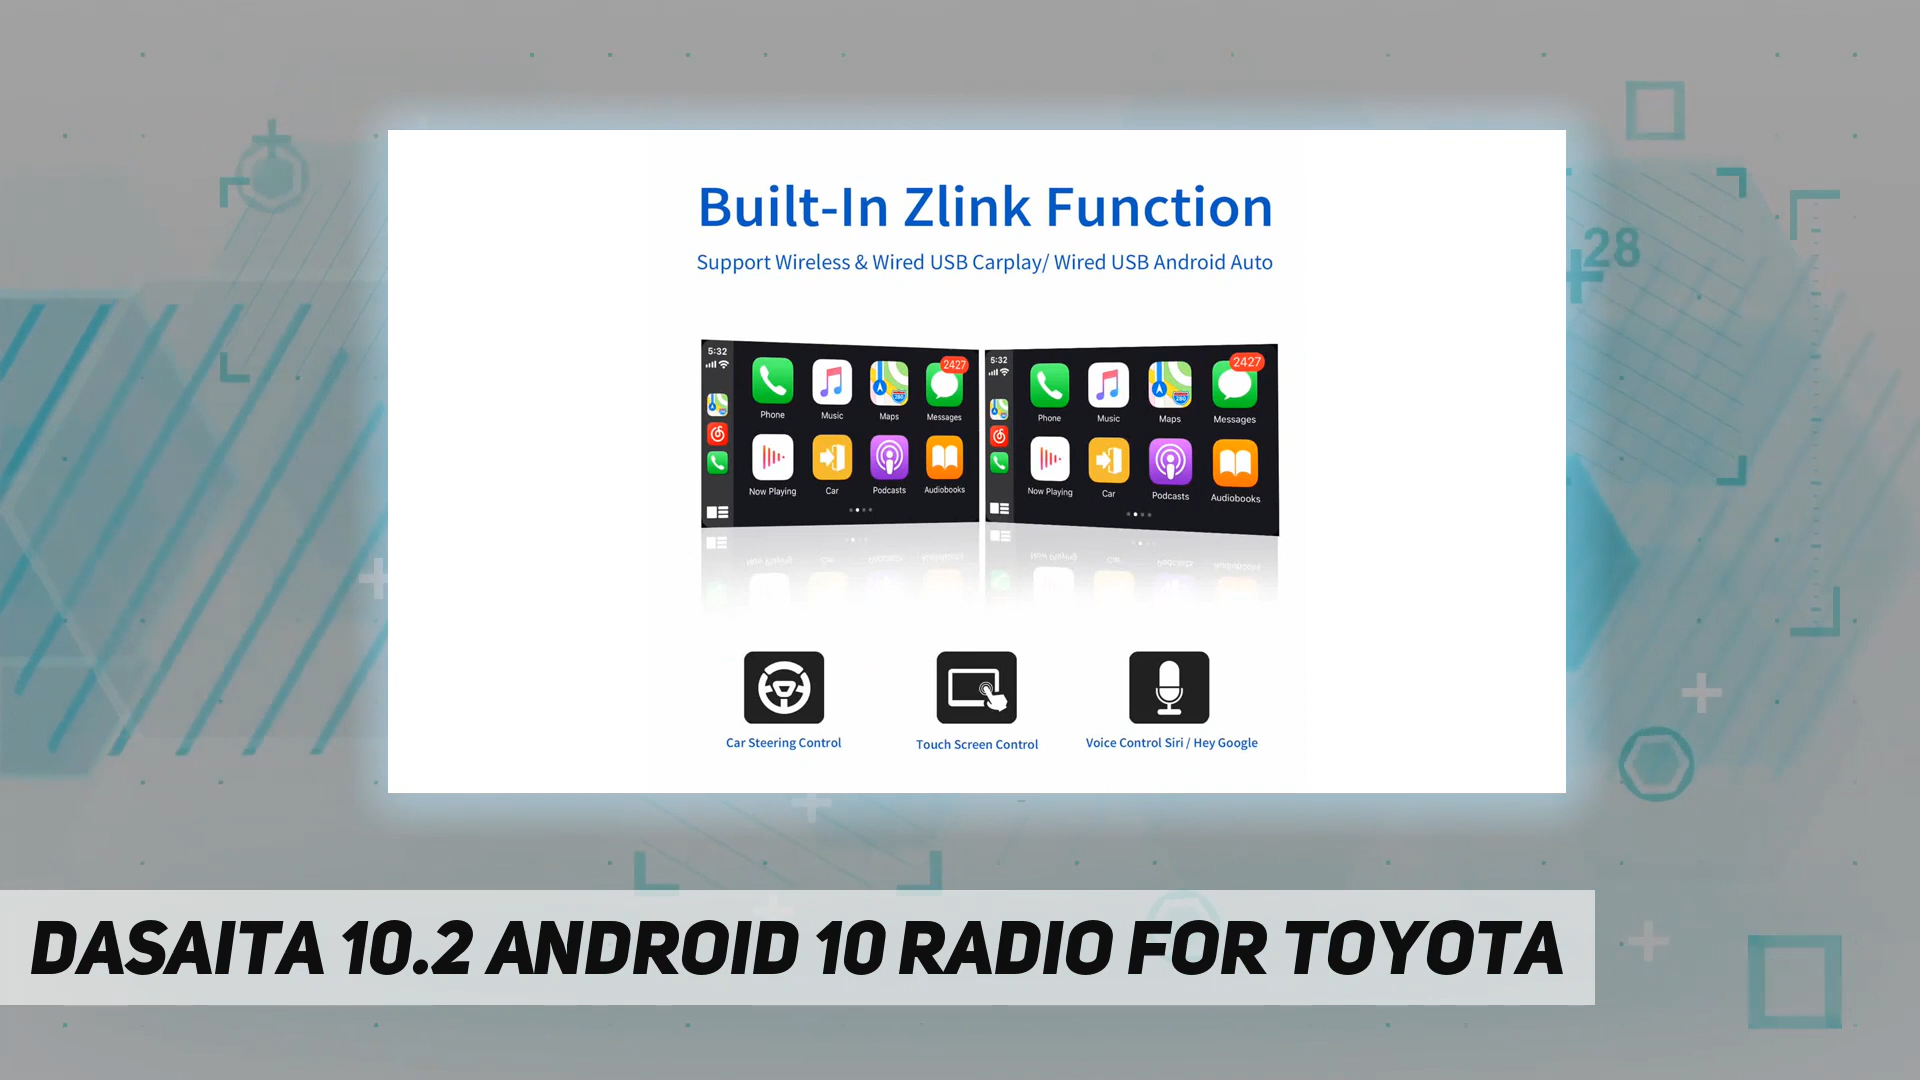 Built-In Zlink Function
Support Wireless & Wired USB Carplay/ Wired USB Android Auto
28
5:32
2427
Phone Music Maps Messages
280
Now Playing Car Podcasts Audiobooks
5:32
2427
Phone Music Maps Messages
280
Now Playing Car Podcasts Audiobooks
Car Steering Control
Touch Screen Control
Voice Control Siri / Hey Google
DASAITA 10.2 ANDROID 10 RADIO FOR TOYOTA